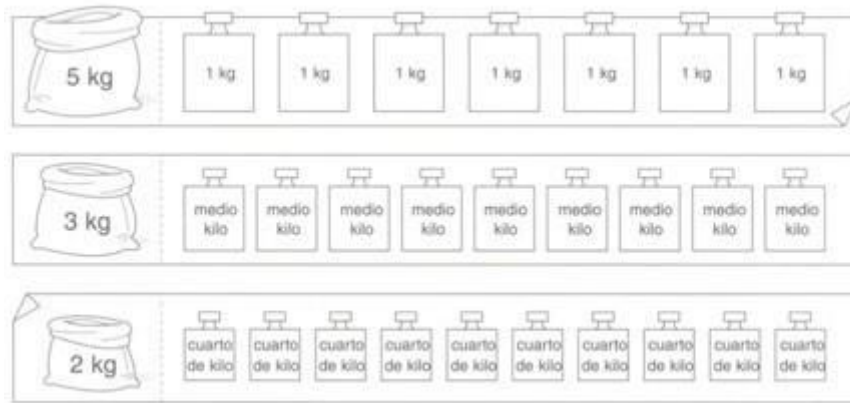 5 kg 1 kg 1 kg 1 kg 1 kg 1 kg 1 kg 1 kg
3 kg medio kilo medio kilo medio kilo medio kilo medio kilo medio kilo medio kilo medio kilo medio kilo
2 kg cuarto de kilo cuarto de kilo cuarto de kilo cuarto de kilo cuarto de kilo cuarto de kilo cuarto de kilo cuarto de kilo cuarto de kilo cuarto de kilo